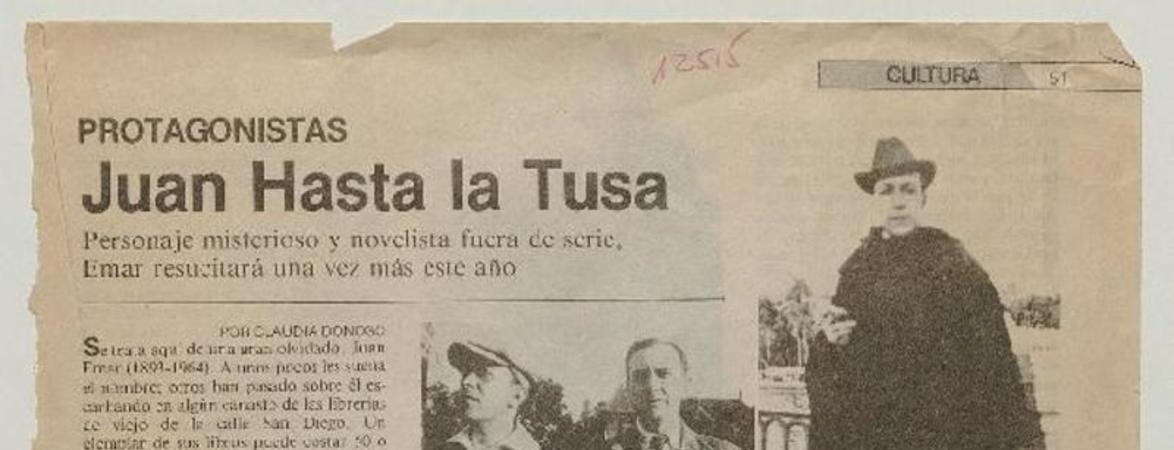 12515
CULTURA 51
PROTAGONISTAS
Juan Hasta la Tusa
Personaje misterioso y novelista fuera de serie,
Emar resucitará una vez más este año
POR CLAUDIA DONOSO
Se trata aquí de un gran olvidado. Juan
Emar (1893-1964). A unos pocos les suena
el nombre; otros han pasado sobre él es-
carbando en algún canasto de las librerías
de viejo de la calle San Diego. Un
ejemplar de sus libros puede costar 50 o